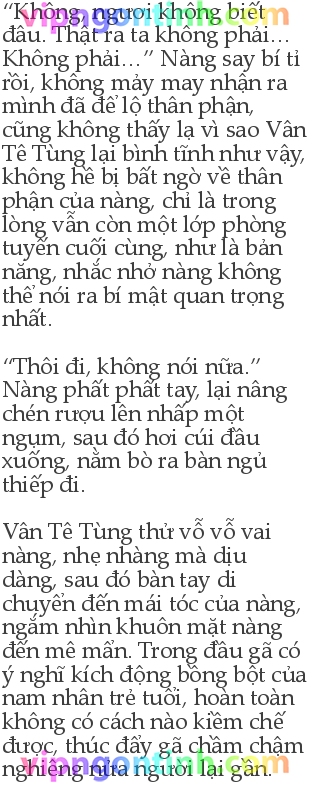 “Không, ngươi không biết
đâu. Thật ra ta không phải...
Không phải...” Nàng say bí tỉ
rồi, không mảy may nhận ra
mình đã để lộ thân phận,
cũng không thấy lạ vì sao Vân
Tê Tùng lại bình tĩnh như vậy,
không hề bị bất ngờ về thân
phận của nàng, chỉ là trong
lòng vẫn còn một lớp phòng
tuyến cuối cùng, như là bản
năng, nhắc nhở nàng không
thể nói ra bí mật quan trọng
nhất.
“Thôi đi, không nói nữa.”
Nàng phất phất tay, lại nâng
chén rượu lên nhấp một
ngụm, sau đó hơi cúi đầu
xuống, nằm bò ra bàn ngủ
thiếp đi.
Vân Tê Tùng thử vỗ vỗ vai
nàng, nhẹ nhàng mà dịu
dàng, sau đó bàn tay di
chuyển đến mái tóc của nàng,
ngắm nhìn khuôn mặt nàng
đến mê mẩn. Trong đầu gã có
ý nghĩ kích động bồng bột của
nam nhân trẻ tuổi, hoàn toàn
không có cách nào kiềm chế
được, thúc đẩy gã chầm chậm
nghiêng nửa người lại gần.
vipngontinh.com
vipngontinh.com